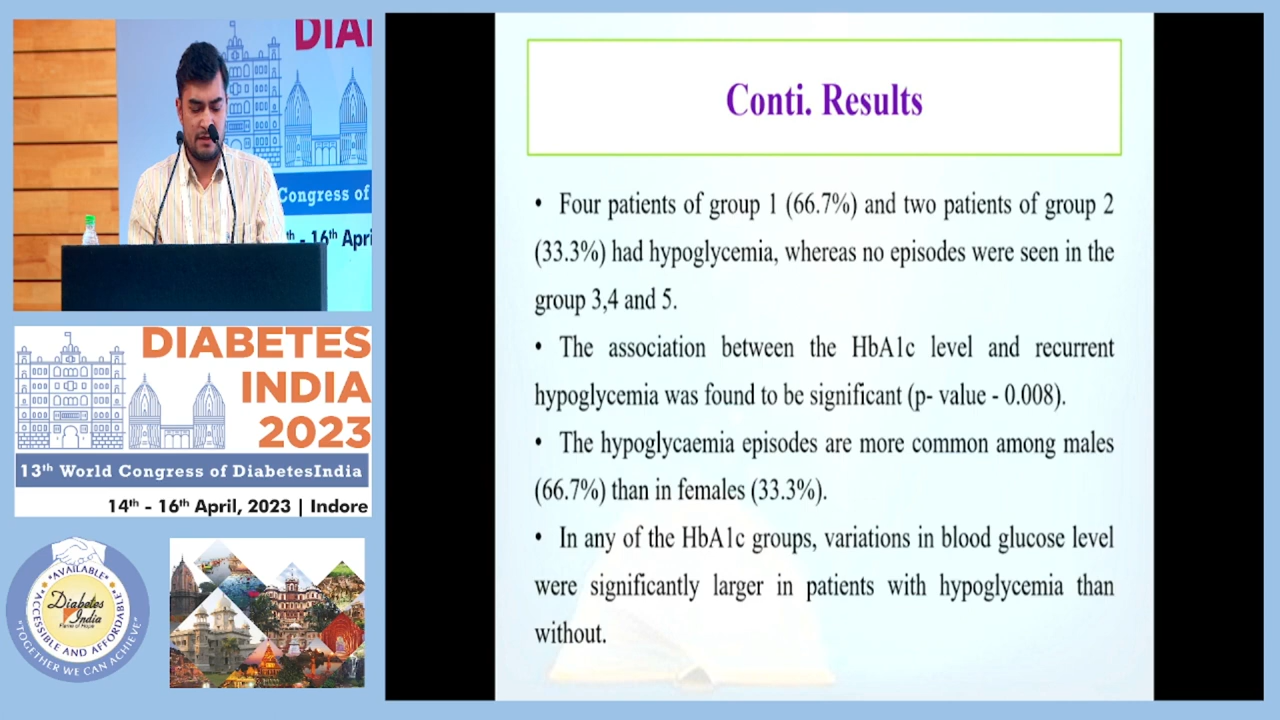 DIA
Congress of
th - 16th Apri
DIABETES
INDIA
2023
13th World Congress of DiabetesIndia
14th - 16th April, 2023 | Indore
"AVAILABLE"
"ACCESSIBLE AND AFFORDABLE"
Diabetes
India
"TOGETHER WE CAN ACHIEVE"
Conti. Results
• Four patients of group 1 (66.7%) and two patients of group 2
(33.3%) had hypoglycemia, whereas no episodes were seen in the
group 3,4 and 5.
• The association between the HbA1c level and recurrent
hypoglycemia was found to be significant (p- value - 0.008).
• The hypoglycaemia episodes are more common among males
(66.7%) than in females (33.3%).
• In any of the HbA1c groups, variations in blood glucose level
were significantly larger in patients with hypoglycemia than
without.